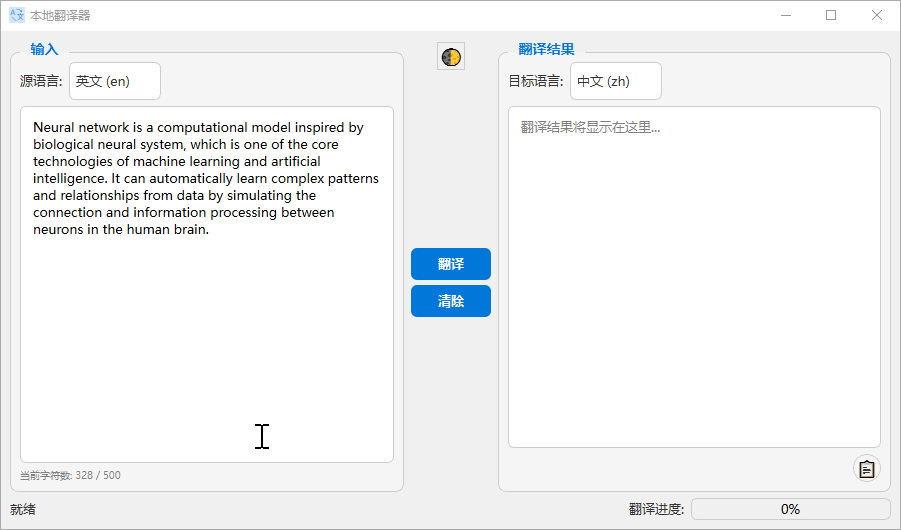 本地翻译器
输入
源语言: 英文 (en)
Neural network is a computational model inspired by
biological neural system, which is one of the core
technologies of machine learning and artificial
intelligence. It can automatically learn complex patterns
and relationships from data by simulating the
connection and information processing between
neurons in the human brain.
当前字符数: 328 / 500
翻译
清除
翻译结果
目标语言: 中文 (zh)
翻译结果将显示在这里...
就绪
翻译进度: 0%